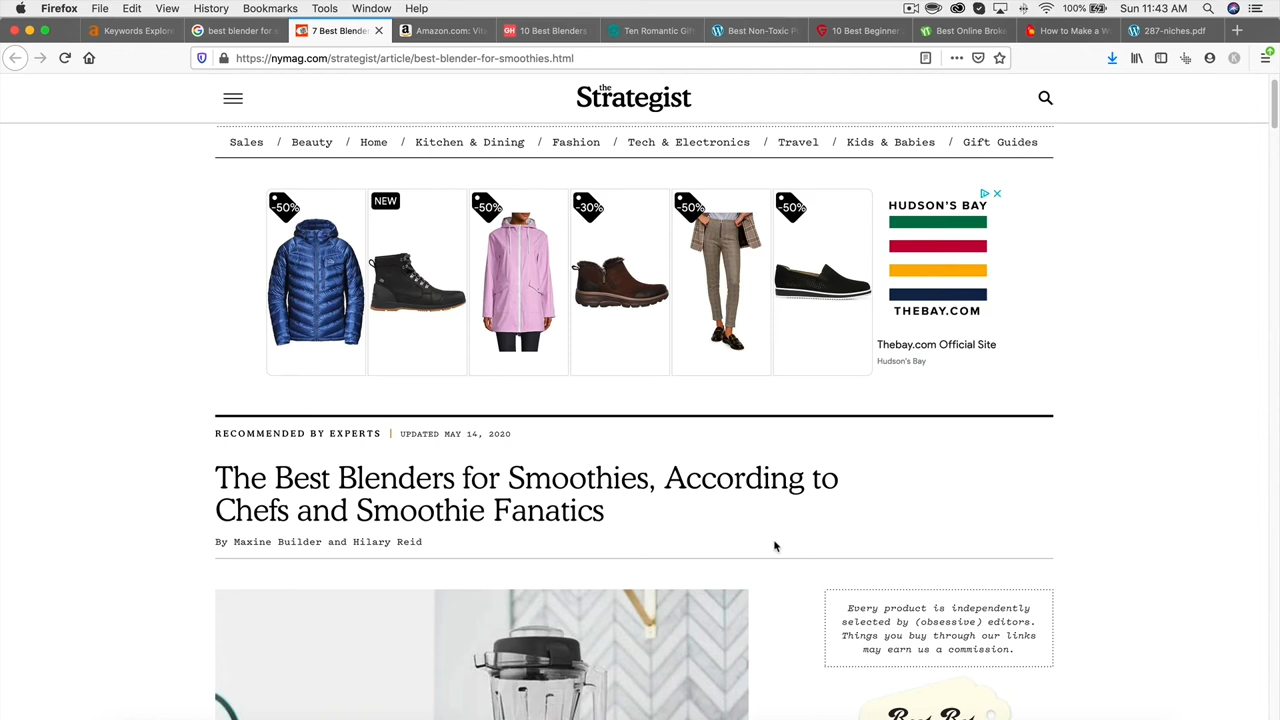 Firefox File Edit View History Bookmarks Tools Window Help 100% Sun 11:43 AM
Keywords Explor best blender for s 7 Best Blende Amazon.com: Vit GH 10 Best Blenders Ten Romantic Gif Best Non-Toxic P 10 Best Beginner Best Online Broke How to Make a W 287-niches.pdf
https://nymag.com/strategist/article/best-blender-for-smoothies.html
the
Strategist
Sales / Beauty / Home / Kitchen & Dining / Fashion / Tech & Electronics / Travel / Kids & Babies / Gift Guides
-50% NEW -50% -30% -50% -50%
HUDSON'S BAY
THEBAY.COM
Thebay.com Official Site
Hudson's Bay
RECOMMENDED BY EXPERTS | UPDATED MAY 14, 2020
The Best Blenders for Smoothies, According to
Chefs and Smoothie Fanatics
By Maxine Builder and Hilary Reid
Every product is independently
selected by (obsessive) editors.
Things you buy through our links
may earn us a commission.
Best Bet